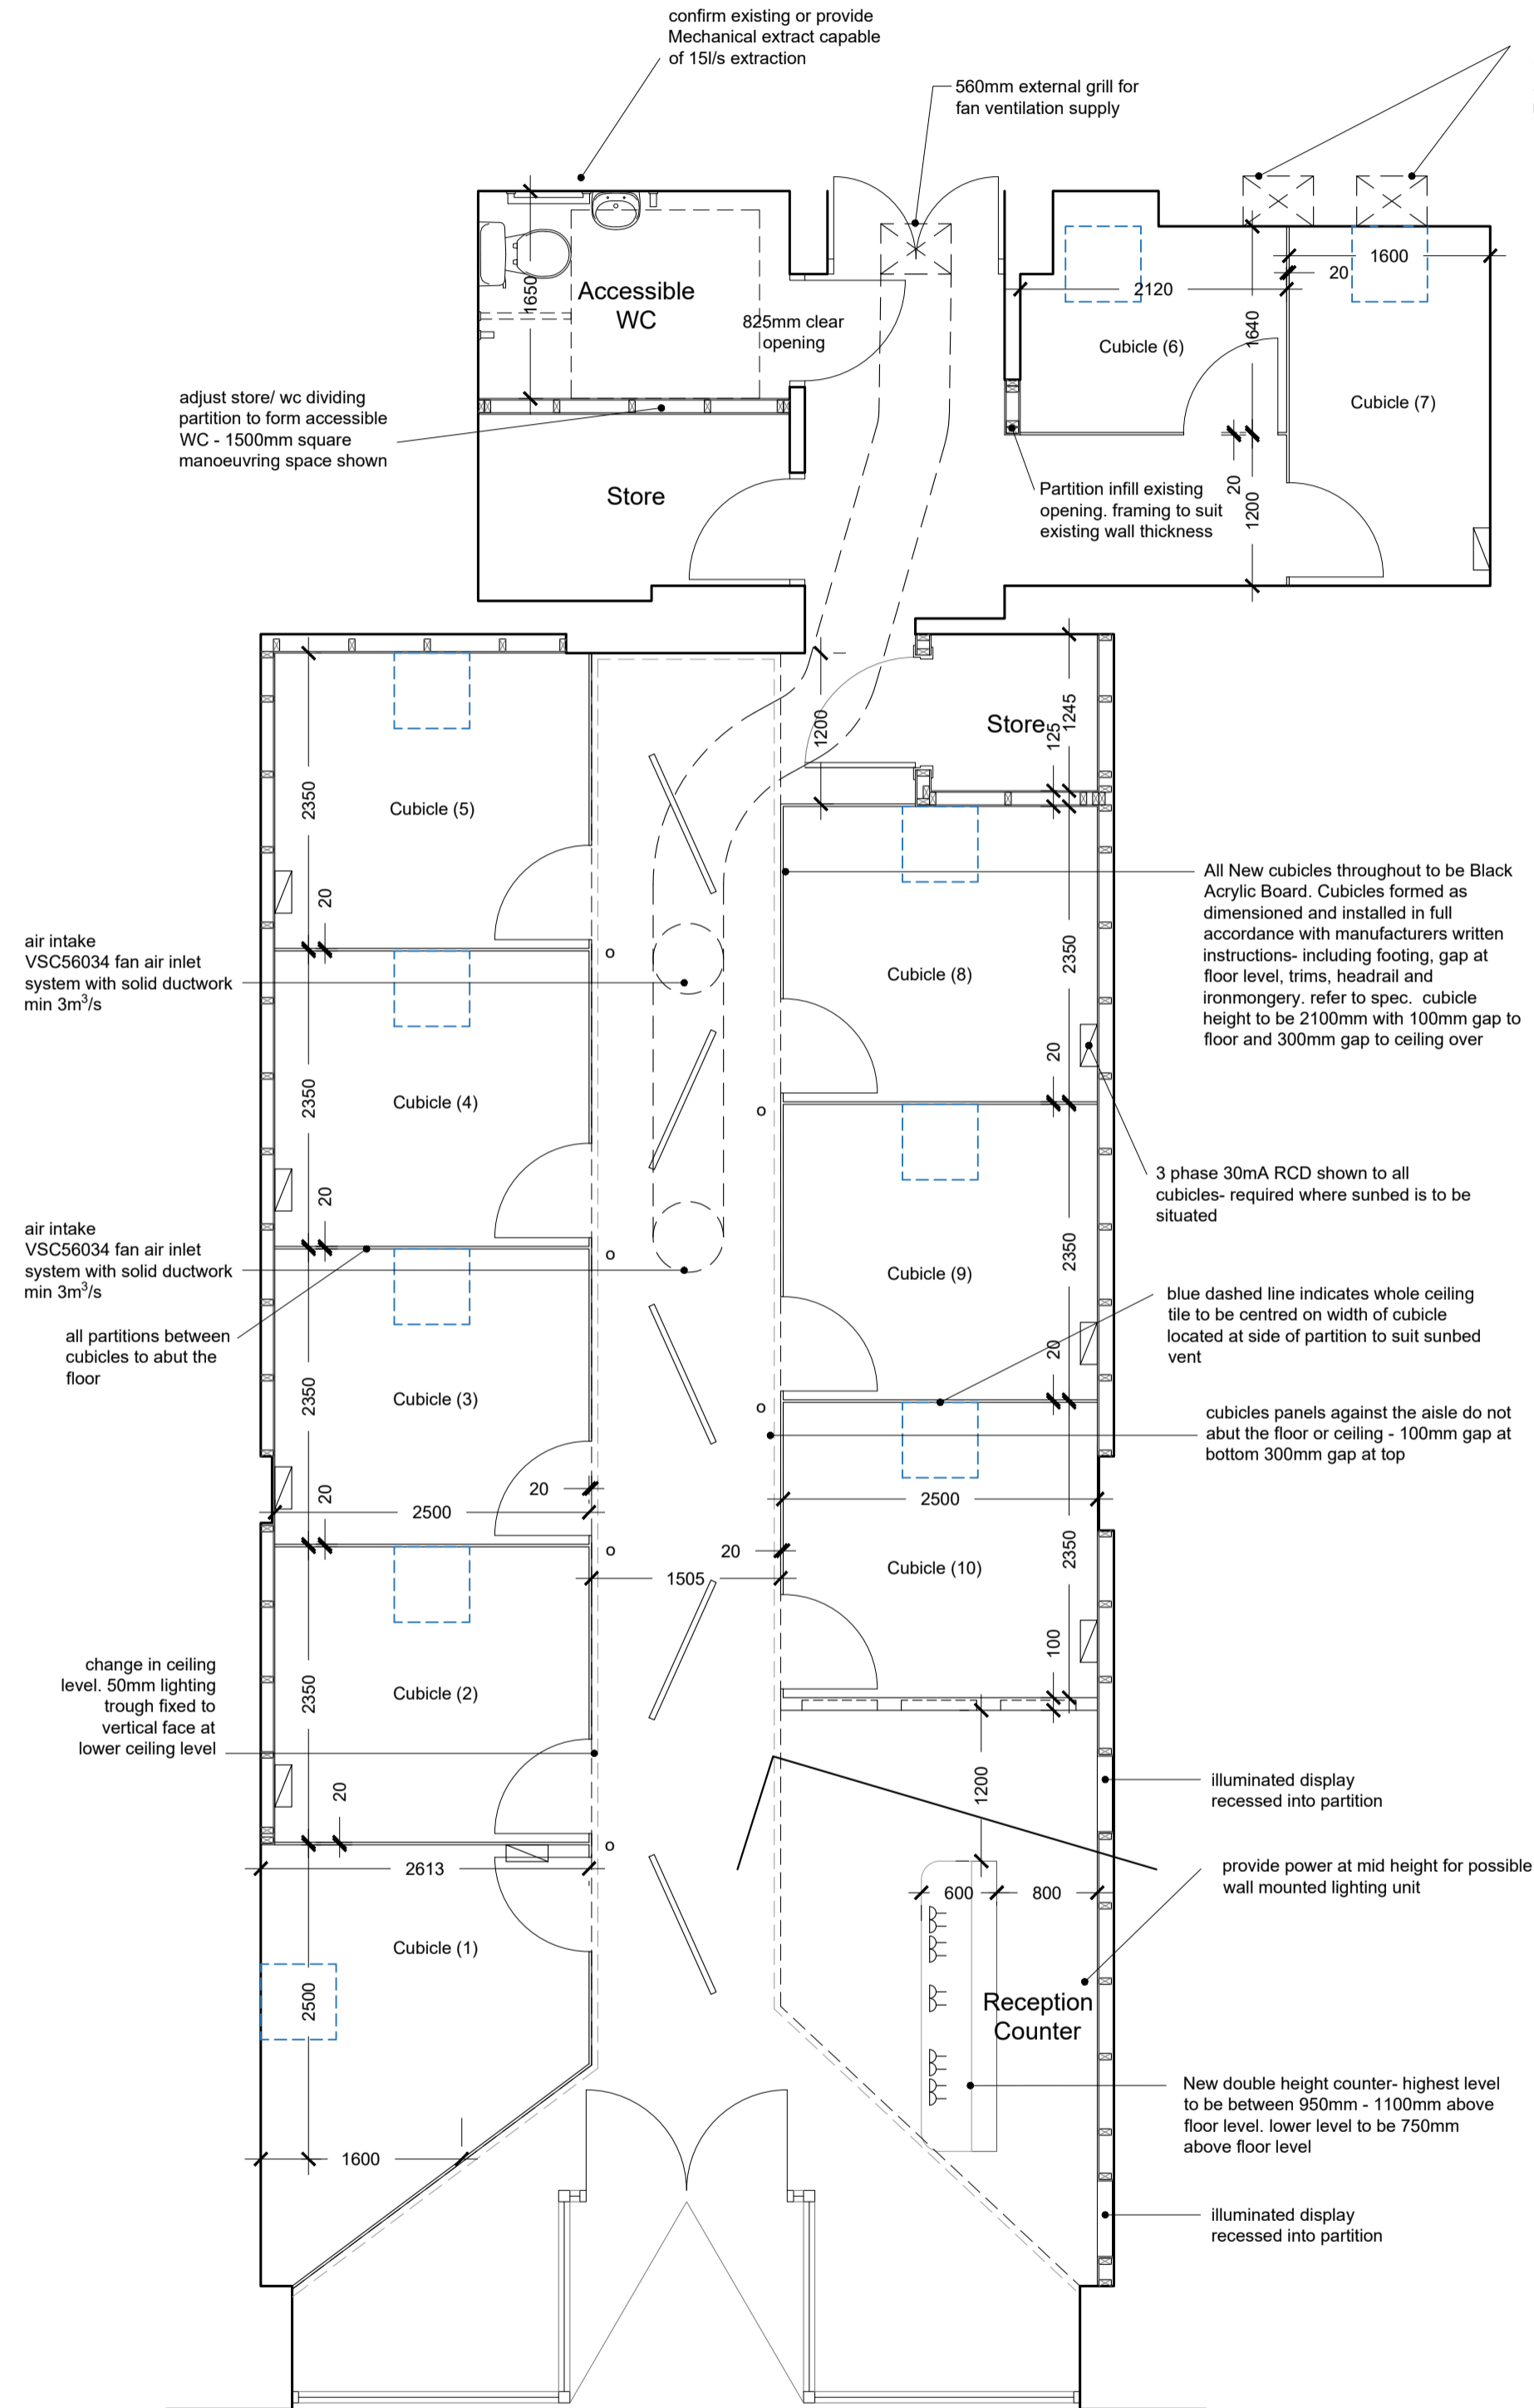 confirm existing or provide
Mechanical extract capable
of 15l/s extraction
560mm external grill for
fan ventilation supply
1650
Accessible
WC
825mm clear
opening
2120
1640
20
1600
Cubicle (6)
Cubicle (7)
adjust store/ wc dividing
partition to form accessible
WC - 1500mm square
manoeuvring space shown
Store
Partition infill existing
opening. framing to suit
existing wall thickness
20
1200
2350
Cubicle (5)
20
1200
Store
125
1245
air intake
VSC56034 fan air inlet
system with solid ductwork
min 3m³/s
All New cubicles throughout to be Black
Acrylic Board. Cubicles formed as
dimensioned and installed in full
accordance with manufacturers written
instructions- including footing, gap at
floor level, trims, headrail and
ironmongery. refer to spec. cubicle
height to be 2100mm with 100mm gap to
floor and 300mm gap to ceiling over
Cubicle (8)
2350
20
2350
Cubicle (4)
20
o
o
3 phase 30mA RCD shown to all
cubicles- required where sunbed is to be
situated
air intake
VSC56034 fan air inlet
system with solid ductwork
min 3m³/s
o
Cubicle (9)
2350
20
all partitions between
cubicles to abut the
floor
blue dashed line indicates whole ceiling
tile to be centred on width of cubicle
located at side of partition to suit sunbed
vent
2350
Cubicle (3)
20
2500
20
o
cubicles panels against the aisle do not
abut the floor or ceiling - 100mm gap at
bottom 300mm gap at top
2500
o
20
1505
Cubicle (10)
2350
100
change in ceiling
level. 50mm lighting
trough fixed to
vertical face at
lower ceiling level
2350
Cubicle (2)
20
o
1200
illuminated display
recessed into partition
2613
600
800
provide power at mid height for possible
wall mounted lighting unit
Cubicle (1)
2500
Reception
Counter
New double height counter- highest level
to be between 950mm - 1100mm above
floor level. lower level to be 750mm
above floor level
1600
illuminated display
recessed into partition